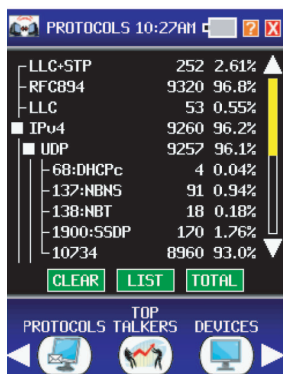 PROTOCOLS 10:27AM ? X
LLC+STP 252 2.61%
RFC894 9320 96.8%
LLC 53 0.55%
IPv4 9260 96.2%
UDP 9257 96.1%
68:DHCPc 4 0.04%
137:NBNS 91 0.94%
138:NBT 18 0.18%
1900:SSDP 170 1.76%
10734 8960 93.0%
CLEAR LIST TOTAL
PROTOCOLS TOP TALKERS DEVICES